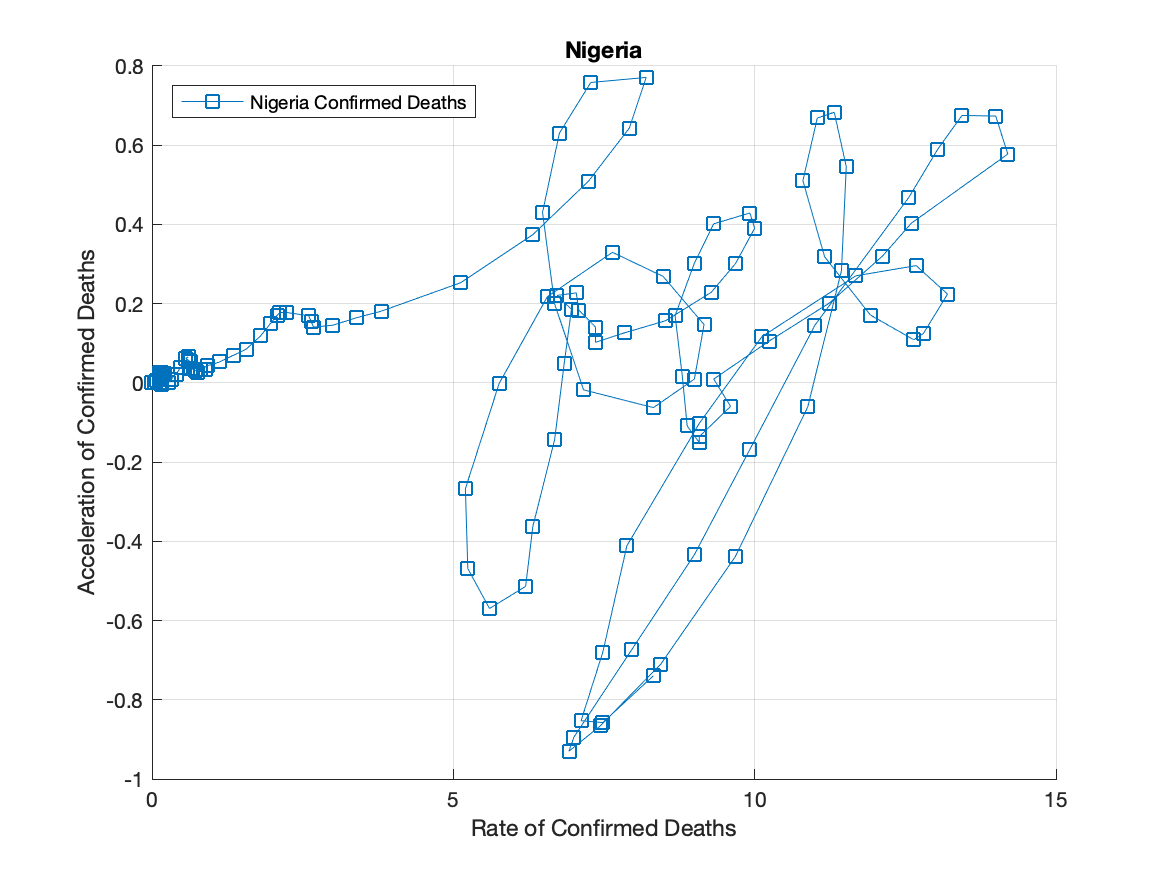 Nigeria
Nigeria Confirmed Deaths
0.8
0.6
0.4
0.2
0
-0.2
-0.4
-0.6
-0.8
-1
Acceleration of Confirmed Deaths
0 5 10 15
Rate of Confirmed Deaths